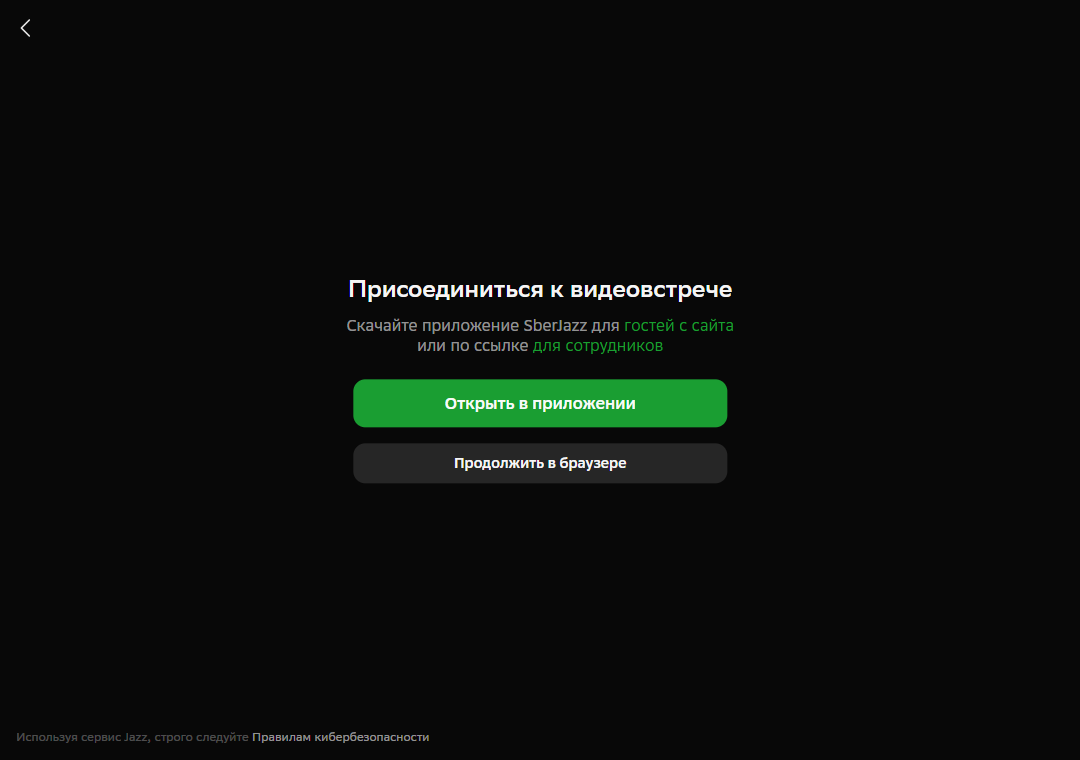 Присоединиться к видеовстрече
Скачайте приложение SberJazz для гостей с сайта
или по ссылке для сотрудников
Открыть в приложении
Продолжить в браузере
Используя сервис Jazz, строго следуйте Правилам кибербезопасности